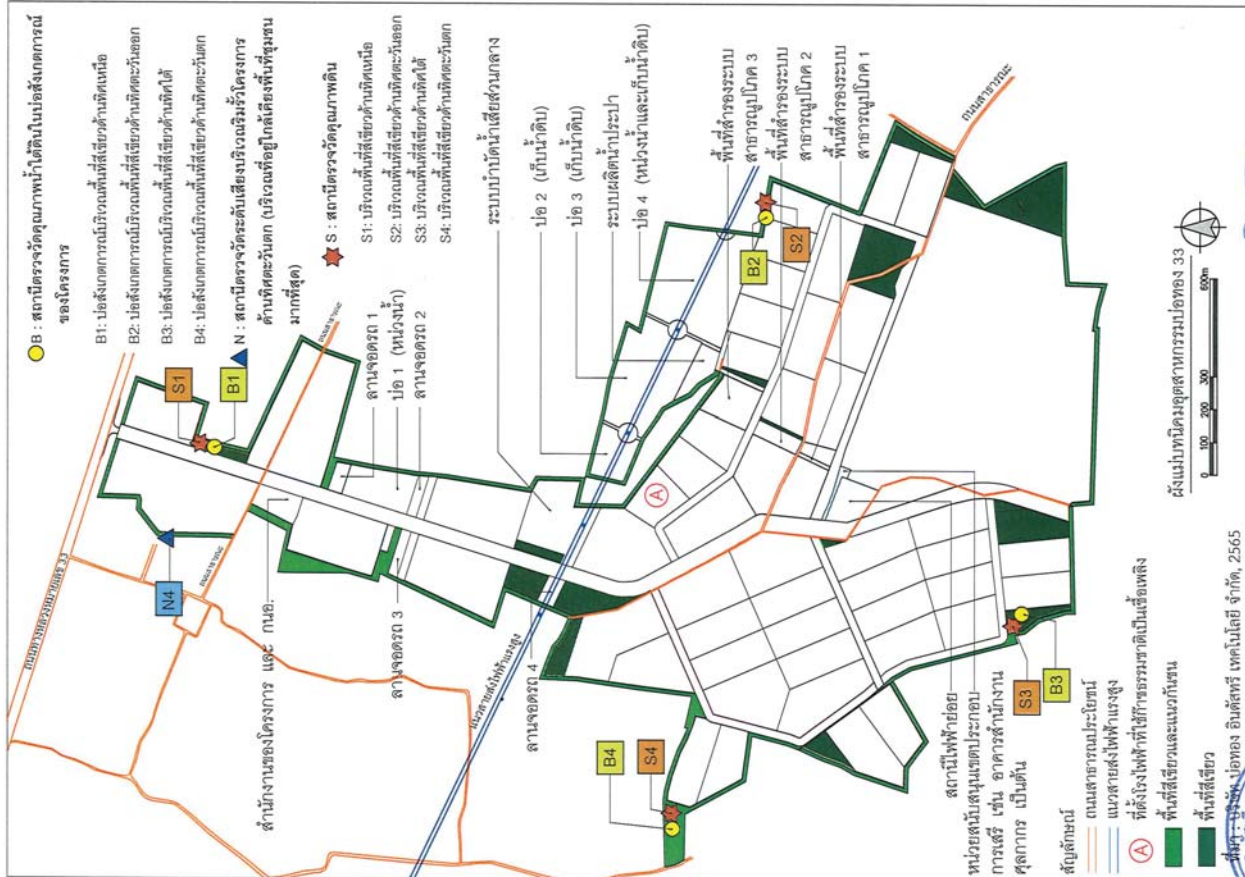 B : สถานีตรวจวัดคุณภาพน้ำใต้ดินในบ่อสังเกตการณ์
ของโครงการ
B1: บ่อสังเกตการณ์บริเวณพื้นที่สีเขียวด้านทิศเหนือ
B2: บ่อสังเกตการณ์บริเวณพื้นที่สีเขียวด้านทิศตะวันออก
B3: บ่อสังเกตการณ์บริเวณพื้นที่สีเขียวด้านทิศใต้
B4: บ่อสังเกตการณ์บริเวณพื้นที่สีเขียวด้านทิศตะวันตก
N : สถานีตรวจวัดระดับเสียงบริเวณริมรั้วโครงการ
ด้านทิศตะวันตก (บริเวณที่อยู่ใกล้เคียงพื้นที่ชุมชน
มากที่สุด)
S : สถานีตรวจวัดคุณภาพดิน
S1: บริเวณพื้นที่สีเขียวด้านทิศเหนือ
S2: บริเวณพื้นที่สีเขียวด้านทิศตะวันออก
S3: บริเวณพื้นที่สีเขียวด้านทิศใต้
S4: บริเวณพื้นที่สีเขียวด้านทิศตะวันตก
ถนนทางหลวงหมายเลข 33
S1
B1
N4
ถนนสาธารณะ
ถนนสาธารณะ
สำนักงานของโครงการ และ กนอ.
ลานจอดรถ 1
บ่อ 1 (หน่วงน้ำ)
ลานจอดรถ 2
ลานจอดรถ 3
ระบบบำบัดน้ำเสียส่วนกลาง
บ่อ 2 (เก็บน้ำดิบ)
บ่อ 3 (เก็บน้ำดิบ)
ระบบผลิตน้ำประปา
บ่อ 4 (หน่วงน้ำและเก็บน้ำดิบ)
แนวสายส่งไฟฟ้าแรงสูง
ลานจอดรถ 4
A
B2
S2
พื้นที่สำรองระบบ
สาธารณูปโภค 3
พื้นที่สำรองระบบ
สาธารณูปโภค 2
พื้นที่สำรองระบบ
สาธารณูปโภค 1
ถนนสาธารณะ
B4
S4
S3
B3
สถานีไฟฟ้าย่อย
หน่วยสนับสนุนเขตประกอบ
การเสรี เช่น อาคารสำนักงาน
ศุลกากร เป็นต้น
สัญลักษณ์
ถนนสาธารณประโยชน์
แนวสายส่งไฟฟ้าแรงสูง
A ที่ตั้งโรงไฟฟ้าที่ใช้ก๊าซธรรมชาติเป็นเชื้อเพลิง
พื้นที่สีเขียวและแนวกันชน
พื้นที่สีเขียว
ที่มา : บริษัท บ่อทอง อินดัสทรี เทคโนโลยี จำกัด, 2565
ผังแม่บทนิคมอุตสาหกรรมบ่อทอง 33
0 100 200 300 600m